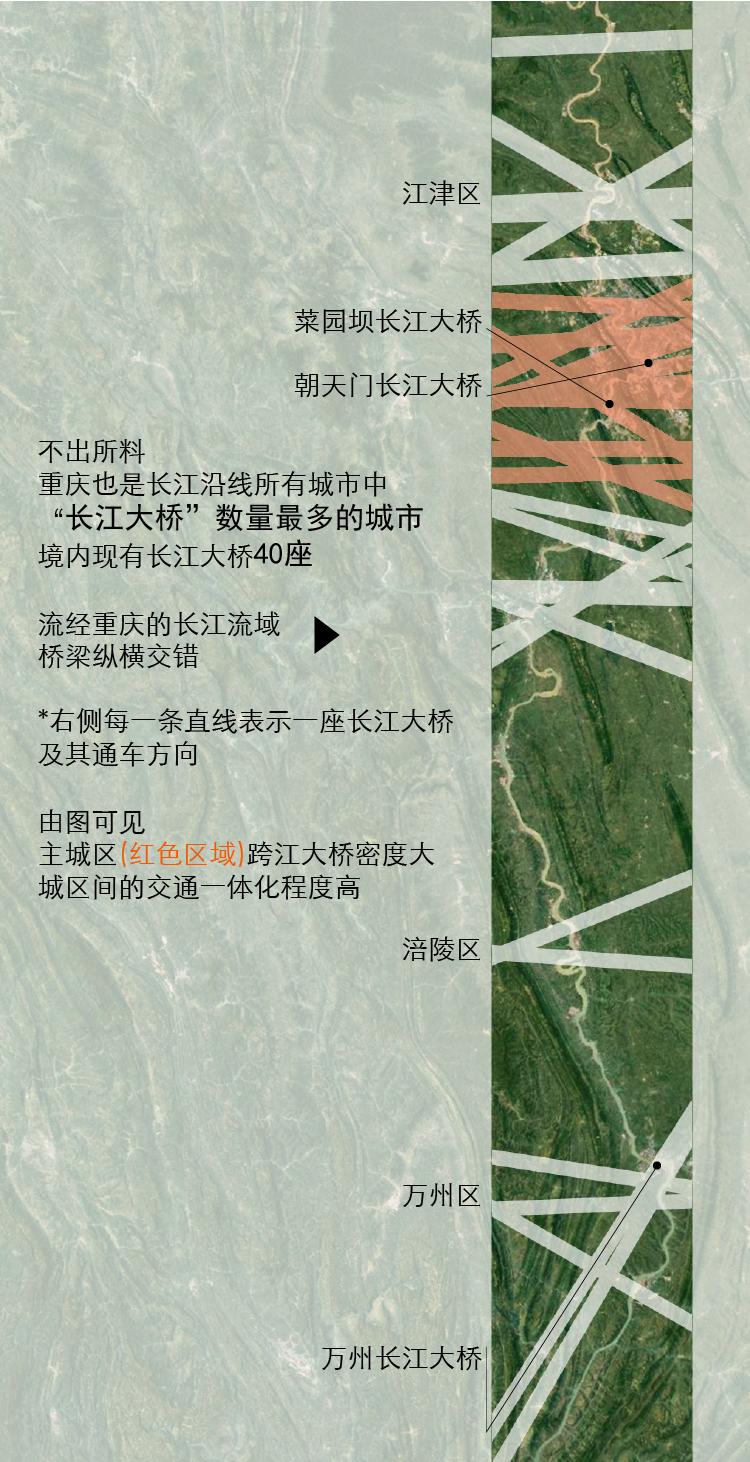 江津区
菜园坝长江大桥
朝天门长江大桥
不出所料
重庆也是长江沿线所有城市中
“长江大桥”数量最多的城市
境内现有长江大桥40座
流经重庆的长江流域
桥梁纵横交错
*右侧每一条直线表示一座长江大桥
及其通车方向
由图可见
主城区(红色区域)跨江大桥密度大
城区间的交通一体化程度高
涪陵区
万州区
万州长江大桥